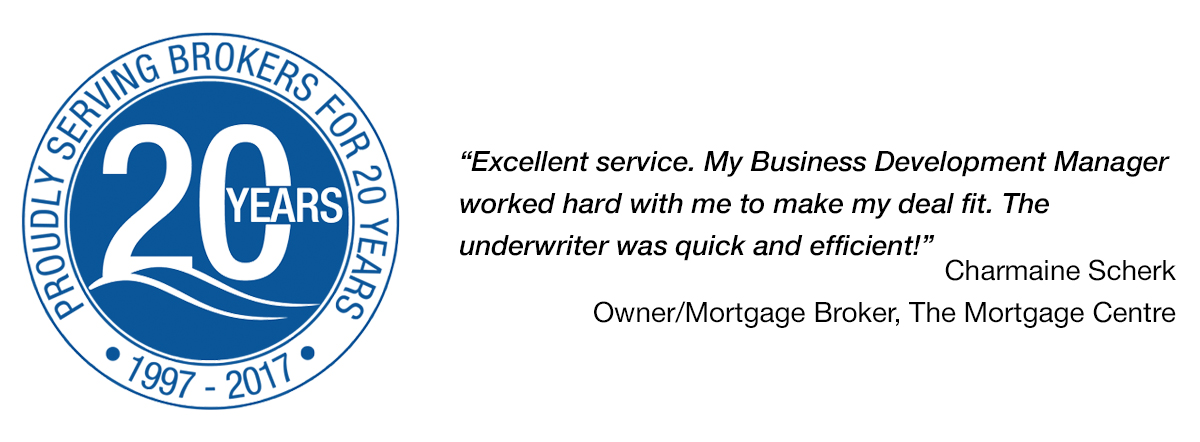 PROUDLY SERVING BROKERS FOR 20 YEARS
20
YEARS
• 1997 - 2017 •
“Excellent service. My Business Development Manager
worked hard with me to make my deal fit. The
underwriter was quick and efficient!”
Charmaine Scherk
Owner/Mortgage Broker, The Mortgage Centre